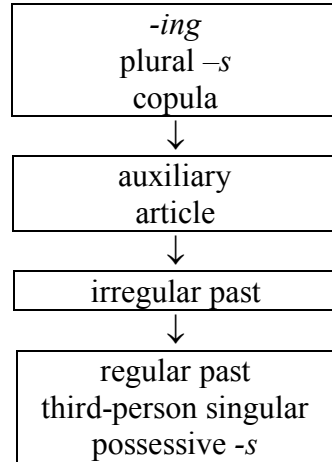 -ing
plural –s
copula
↓
auxiliary
article
↓
irregular past
↓
regular past
third-person singular
possessive -s